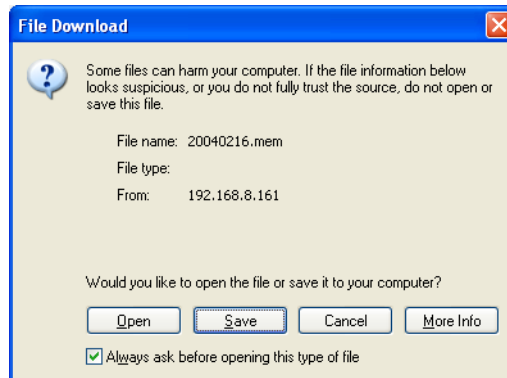 File Download
Some files can harm your computer. If the file information below
looks suspicious, or you do not fully trust the source, do not open or
save this file.
File name: 20040216.mem
File type:
From: 192.168.8.161
Would you like to open the file or save it to your computer?
Open Save Cancel More Info
Always ask before opening this type of file